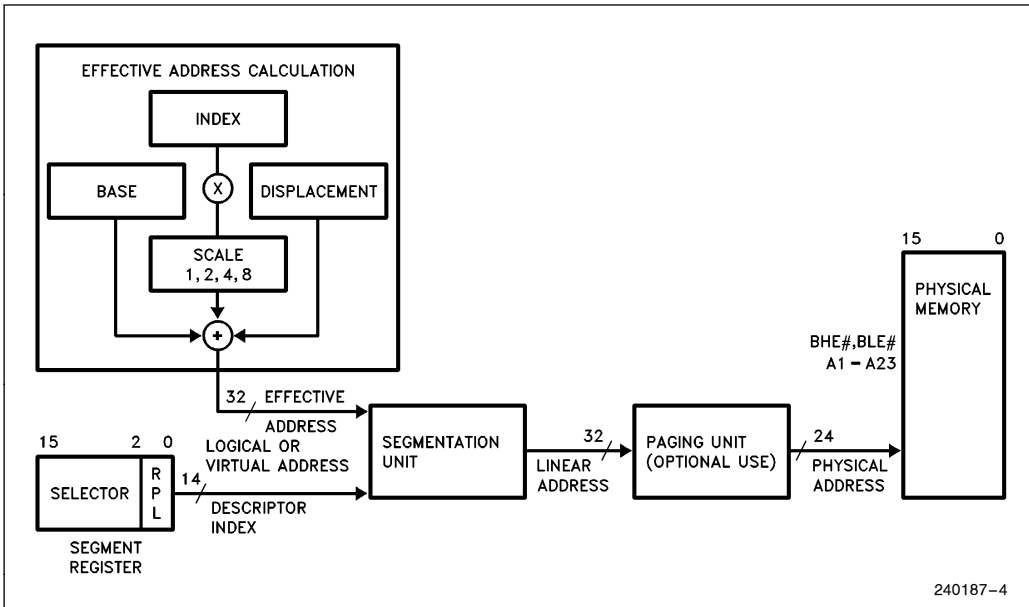 EFFECTIVE ADDRESS CALCULATION
INDEX
BASE
X
DISPLACEMENT
SCALE
1, 2, 4, 8
+
32
EFFECTIVE
ADDRESS
LOGICAL OR
VIRTUAL ADDRESS
15 2 0
SELECTOR
R
P
L
14
DESCRIPTOR
INDEX
SEGMENT
REGISTER
SEGMENTATION
UNIT
32
LINEAR
ADDRESS
PAGING UNIT
(OPTIONAL USE)
24
PHYSICAL
ADDRESS
BHE#,BLE#
A1 – A23
15 0
PHYSICAL
MEMORY
240187–4